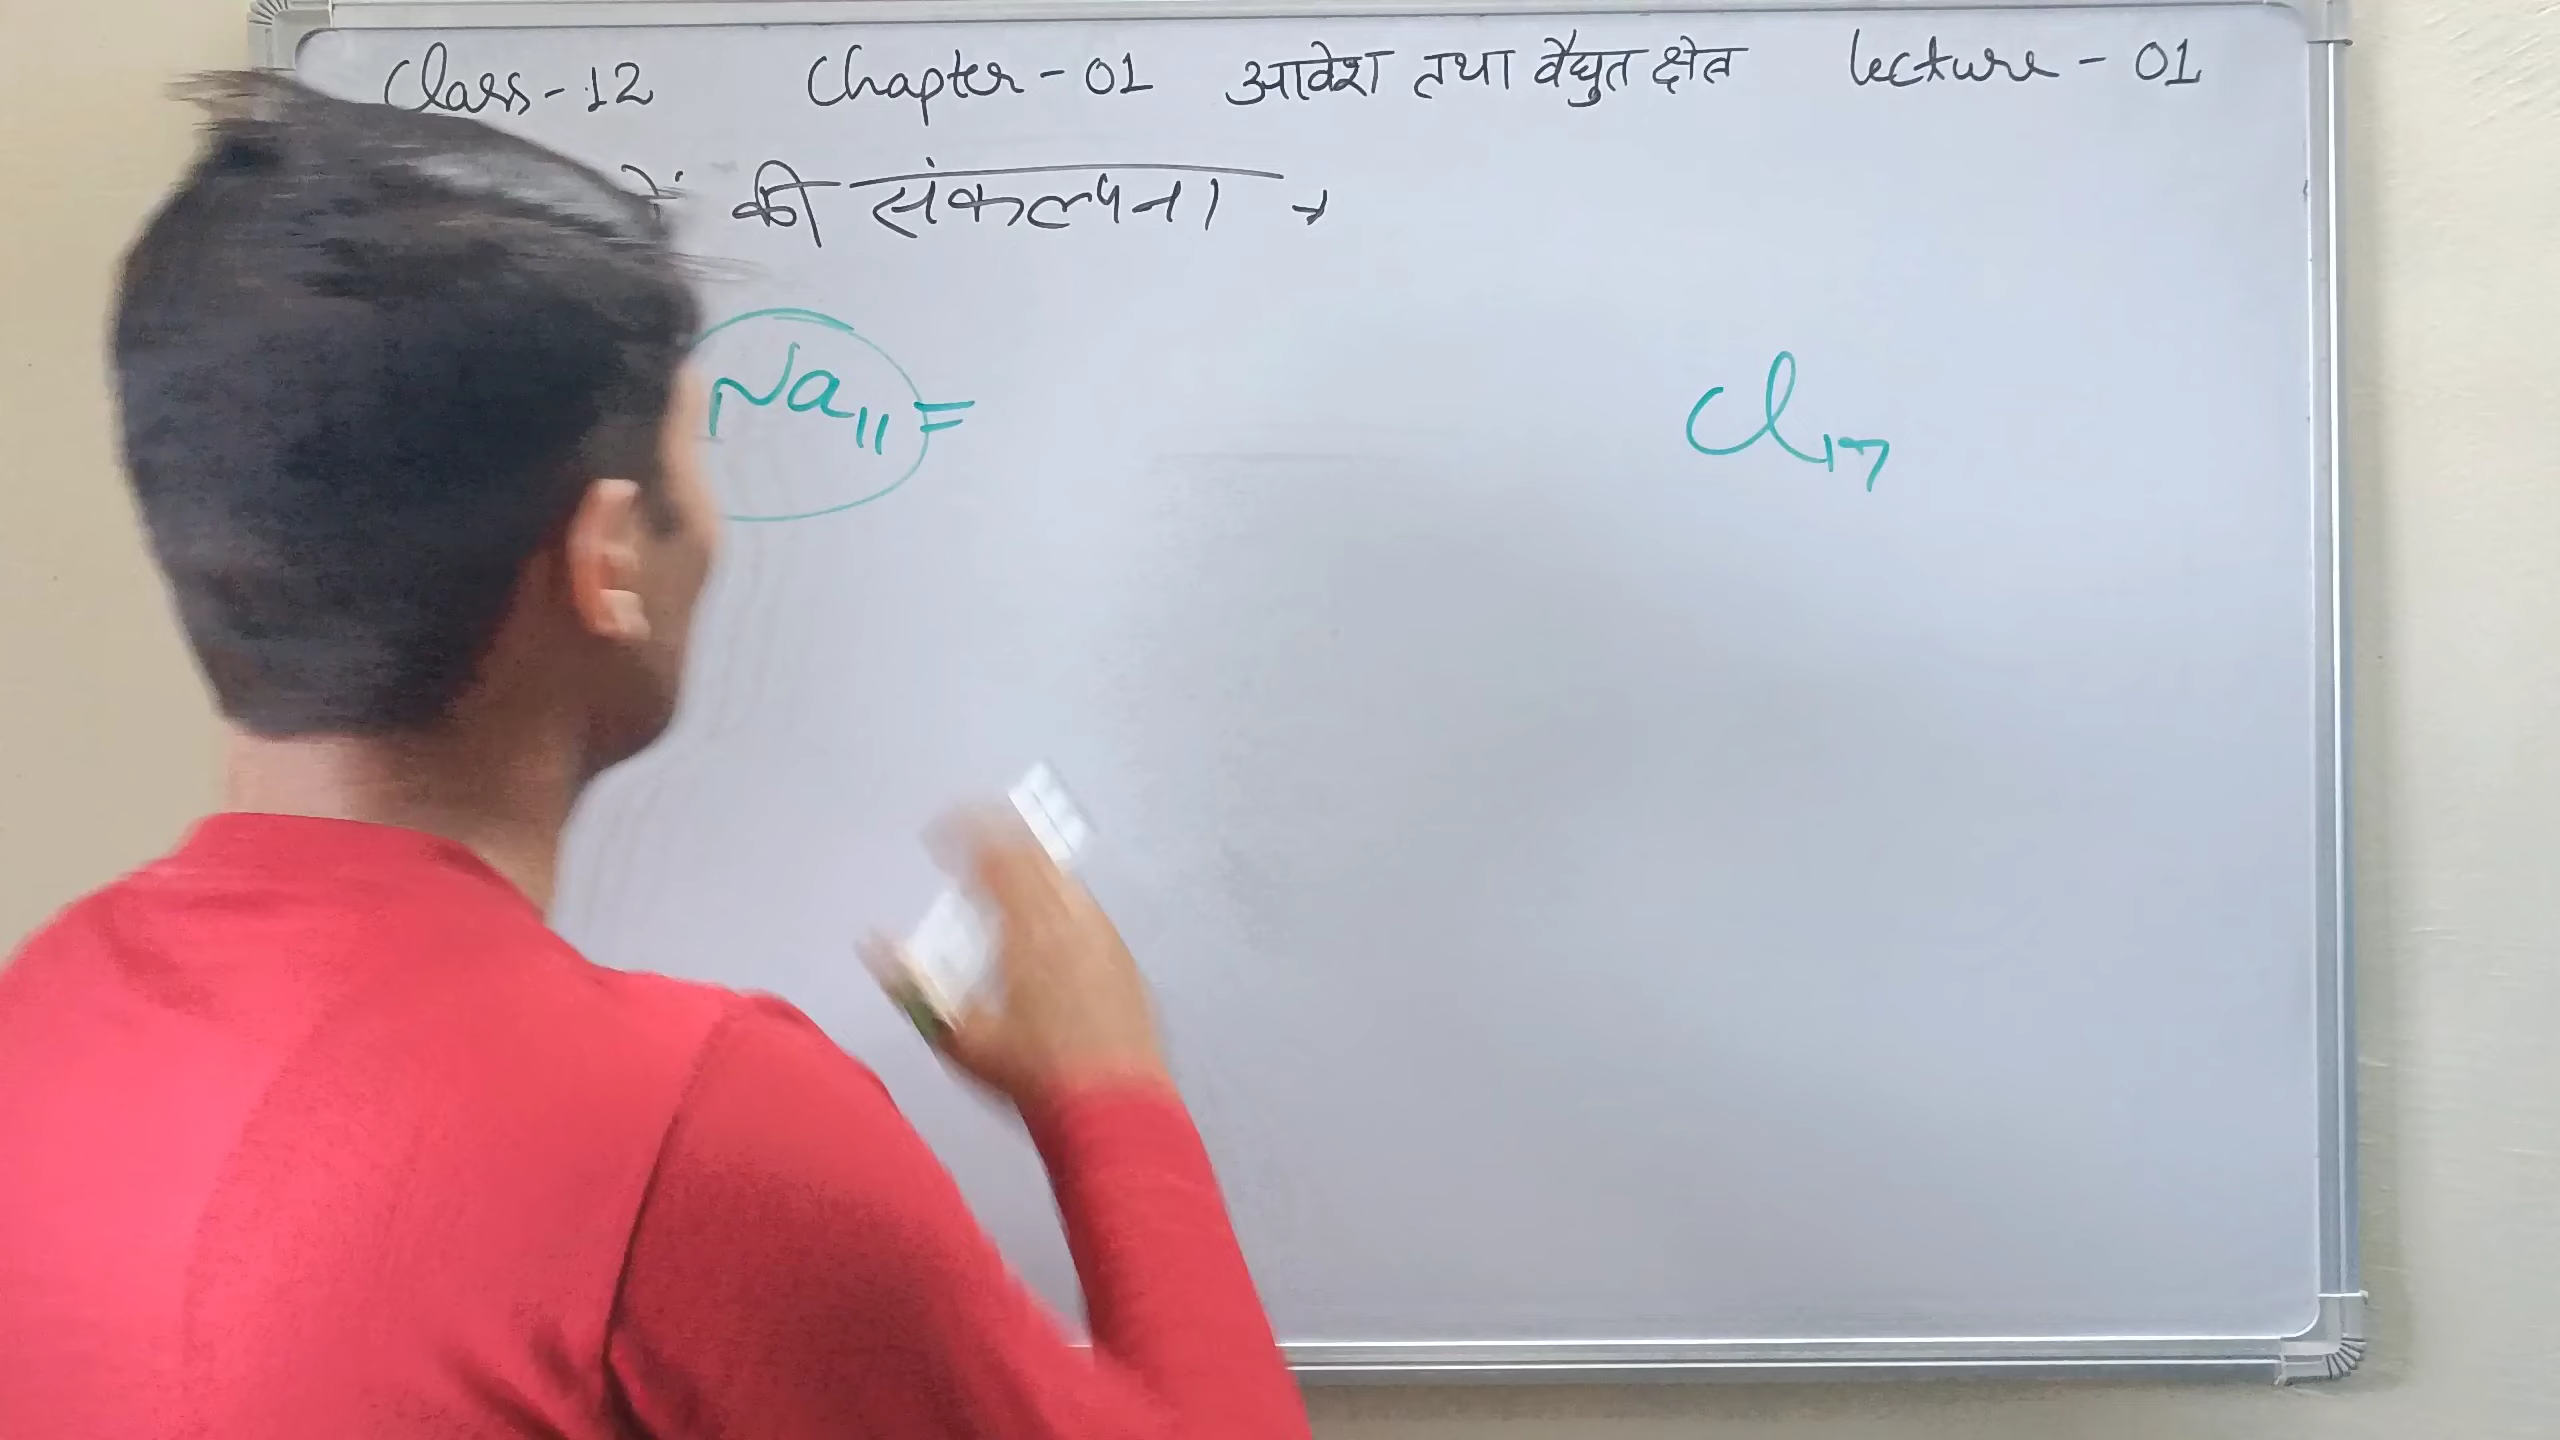 Class-12 Chapter-01 आवेश तथा वैद्युत क्षेत्र lecture-01
की संकल्पना →
Na11 = Cl17